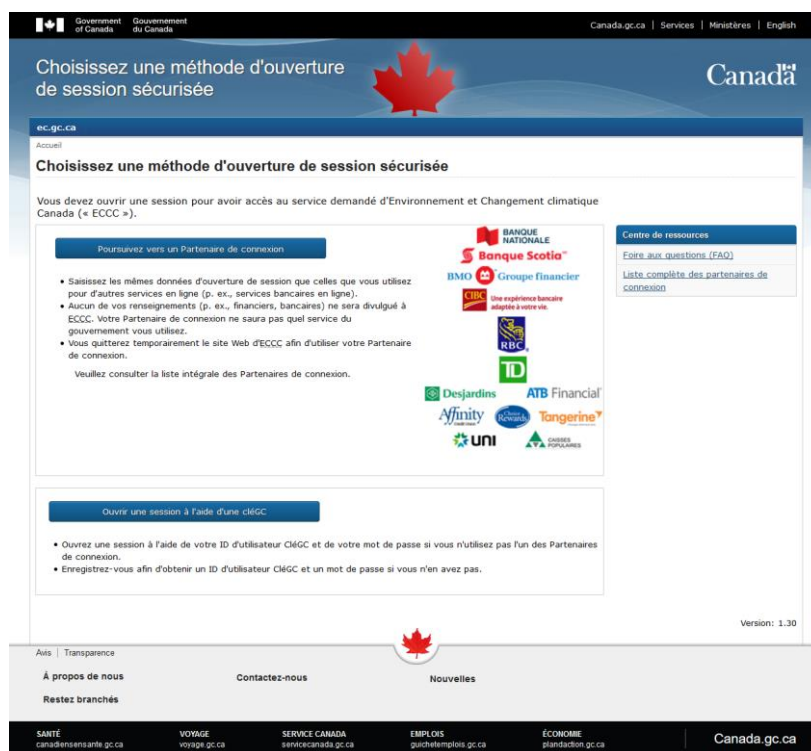 Government of Canada
Gouvernement du Canada
Canada.gc.ca | Services | Ministères | English
Choisissez une méthode d'ouverture
de session sécurisée
Canada
ec.gc.ca
Accueil
Choisissez une méthode d'ouverture de session sécurisée
Vous devez ouvrir une session pour avoir accès au service demandé d'Environnement et Changement climatique
Canada (« ECCC »).
Poursuivez vers un Partenaire de connexion
• Saisissez les mêmes données d'ouverture de session que celles que vous utilisez
pour d'autres services en ligne (p. ex., services bancaires en ligne).
• Aucun de vos renseignements (p. ex., financiers, bancaires) ne sera divulgué à
ECCC. Votre Partenaire de connexion ne saura pas quel service du
gouvernement vous utilisez.
• Vous quitterez temporairement le site Web d'ECCC afin d'utiliser votre Partenaire
de connexion.
Veuillez consulter la liste intégrale des Partenaires de connexion.
BANQUE
NATIONALE
Banque Scotia
BMO Groupe financier
CIBC Une expérience bancaire
adaptée à votre vie.
RBC
TD
Desjardins ATB Financial
Affinity Choice Rewards Tangerine
UNI CAISSES
POPULAIRES
Centre de ressources
Foire aux questions (FAQ)
Liste complète des partenaires de
connexion
Ouvrir une session à l'aide d'une cléGC
• Ouvrez une session à l'aide de votre ID d'utilisateur CléGC et de votre mot de passe si vous n'utilisez pas l'un des Partenaires
de connexion.
• Enregistrez-vous afin d'obtenir un ID d'utilisateur CléGC et un mot de passe si vous n'en avez pas.
Version: 1.30
Avis | Transparence
À propos de nous
Contactez-nous
Nouvelles
Restez branchés
SANTÉ
canadiensensante.gc.ca
VOYAGE
voyage.gc.ca
SERVICE CANADA
servicecanada.gc.ca
EMPLOIS
guichetemplois.gc.ca
ÉCONOMIE
plandaction.gc.ca
Canada.gc.ca